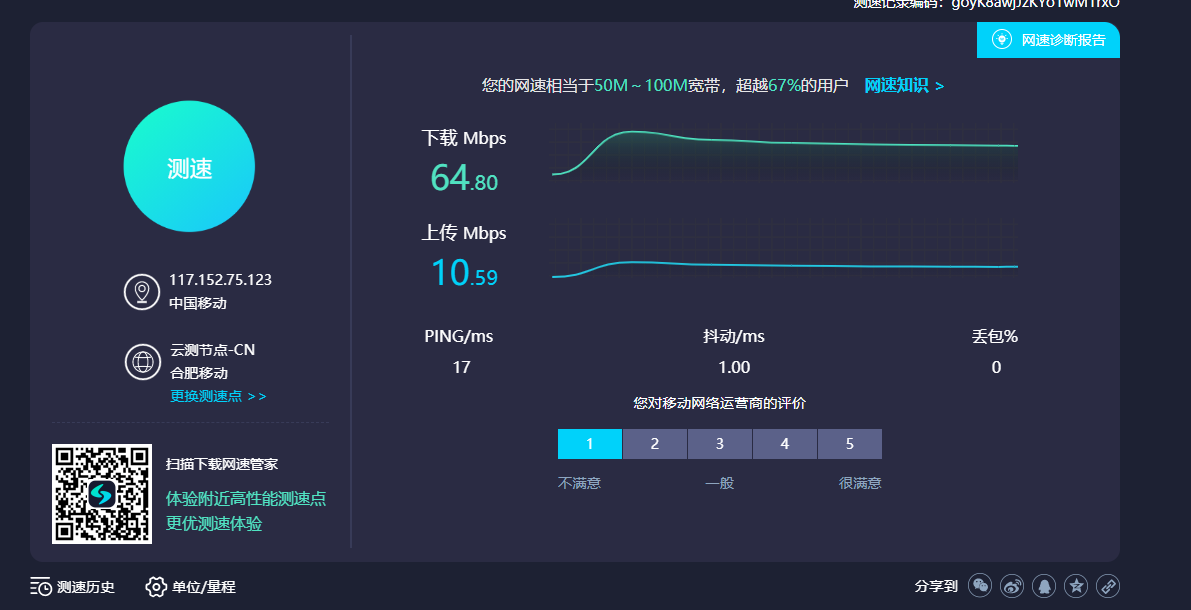 测速记录编码：
网速诊断报告
您的网速相当于50M～100M宽带，超越67%的用户 网速知识 >
测速
下载 Mbps
64.80
上传 Mbps
10.59
117.152.75.123
中国移动
云测节点-CN
合肥移动
更换测速点 >>
PING/ms 抖动/ms 丢包%
17 1.00 0
您对移动网络运营商的评价
1 2 3 4 5
不满意 一般 很满意
扫描下载网速管家
体验附近高性能测速点
更优测速体验
测速历史 单位/量程 分享到